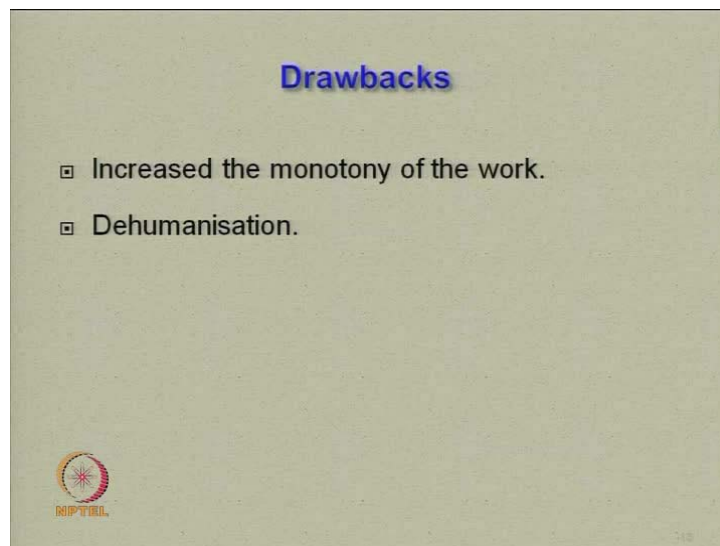 Drawbacks
Increased the monotony of the work.
Dehumanisation.
NPTEL